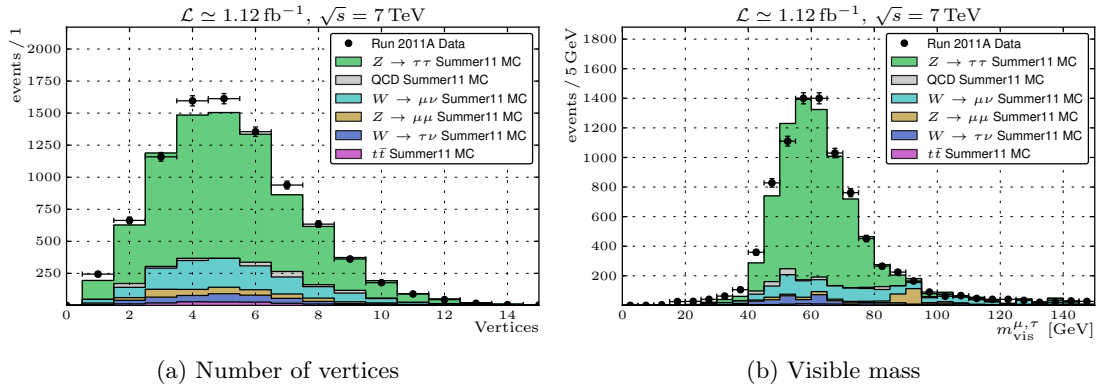 ℒ ≃ 1.12 fb⁻¹, √s = 7 TeV
events / 1
2000
1750
1500
1250
1000
750
500
250
0 2 4 6 8 10 12 14
Vertices
Run 2011A Data
Z → ττ Summer11 MC
QCD Summer11 MC
W → μν Summer11 MC
Z → μμ Summer11 MC
W → τν Summer11 MC
tt̄ Summer11 MC
(a) Number of vertices
ℒ ≃ 1.12 fb⁻¹, √s = 7 TeV
events / 5 GeV
1800
1600
1400
1200
1000
800
600
400
200
0 20 40 60 80 100 120 140
m_vis^μ,τ [GeV]
Run 2011A Data
Z → ττ Summer11 MC
QCD Summer11 MC
W → μν Summer11 MC
Z → μμ Summer11 MC
W → τν Summer11 MC
tt̄ Summer11 MC
(b) Visible mass